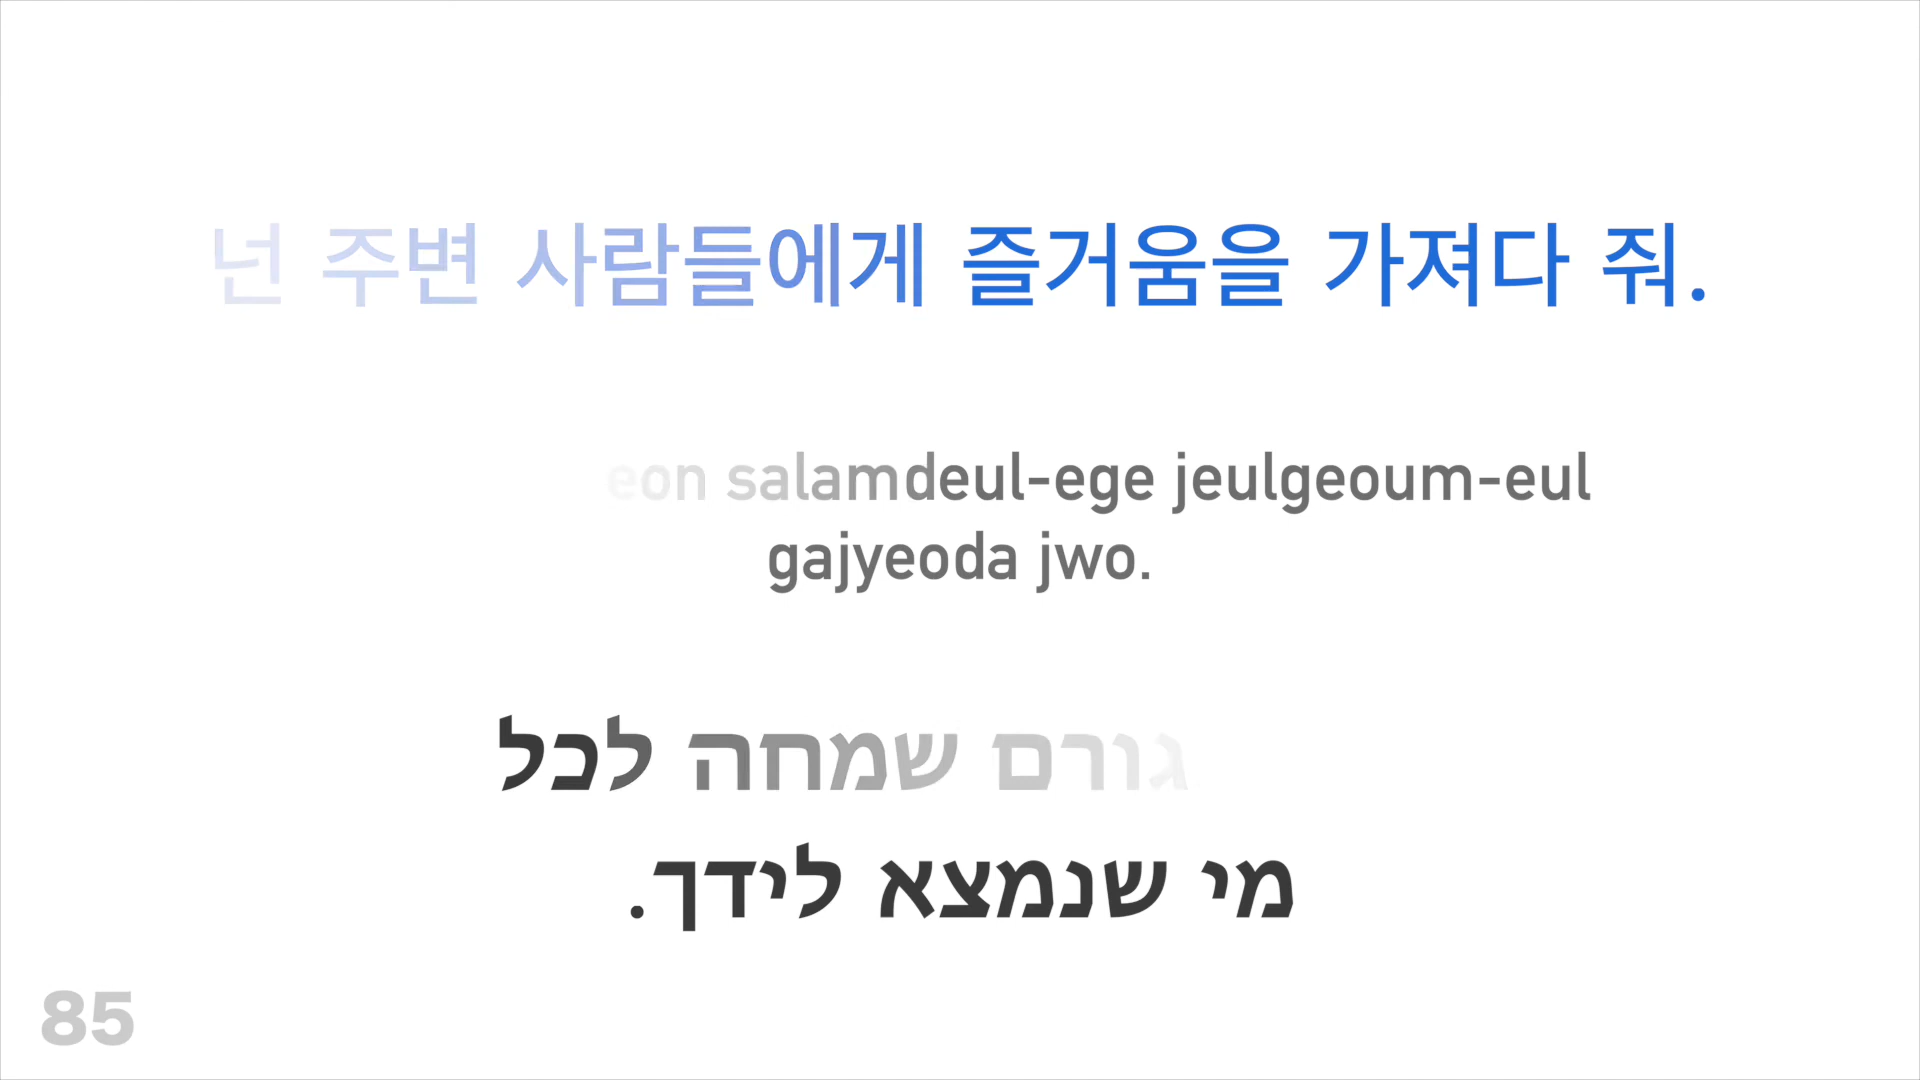 넌 주변 사람들에게 즐거움을 가져다 줘.
eon salamdeul-ege jeulgeoum-eul
gajyeoda jwo.
גורם שמחה לכל
מי שנמצא לידך.
85